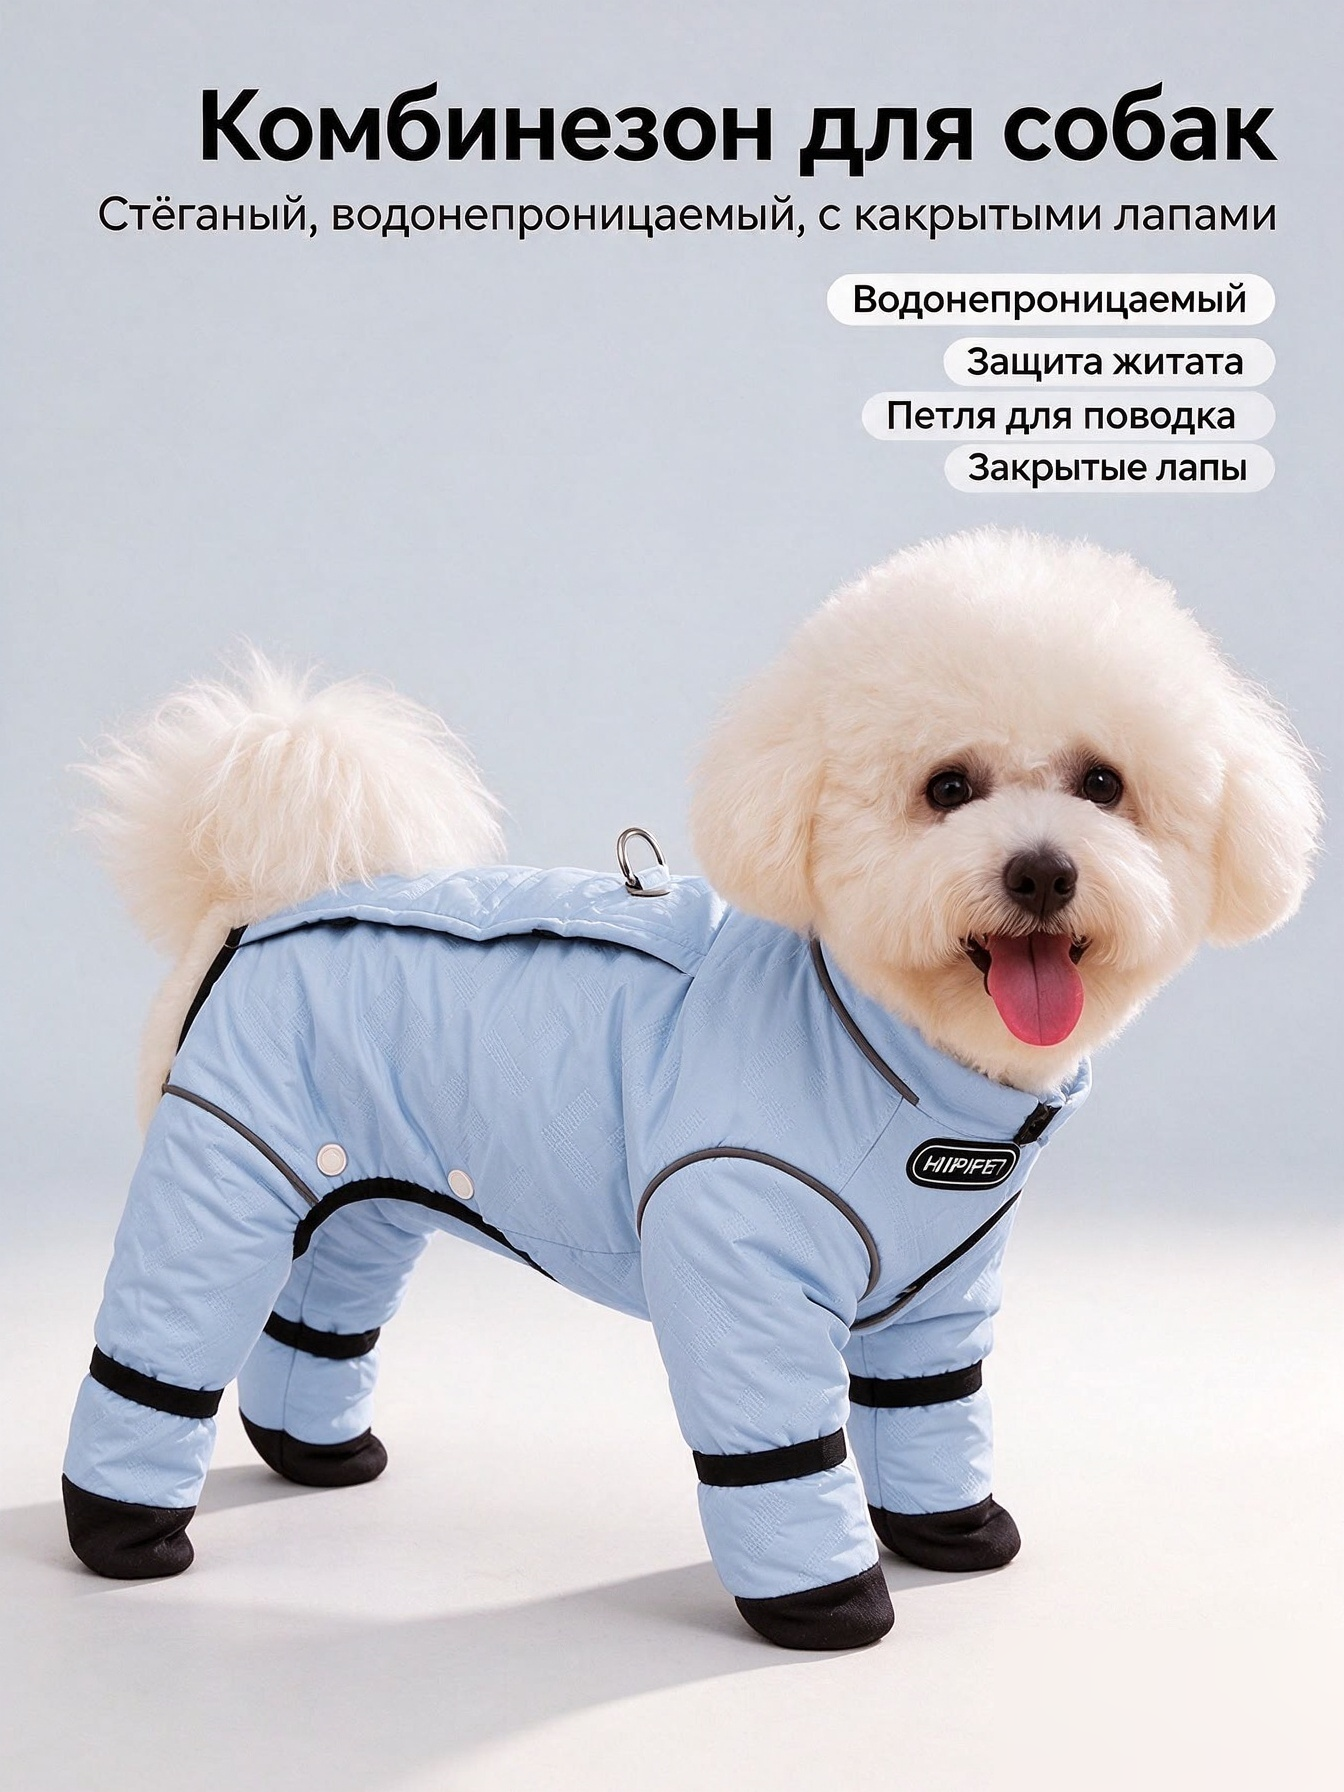 Комбинезон для собак
Стёганый, водонепроницаемый, с какрытыми лапами
Водонепроницаемый
Защита житата
Петля для поводка
Закрытые лапы